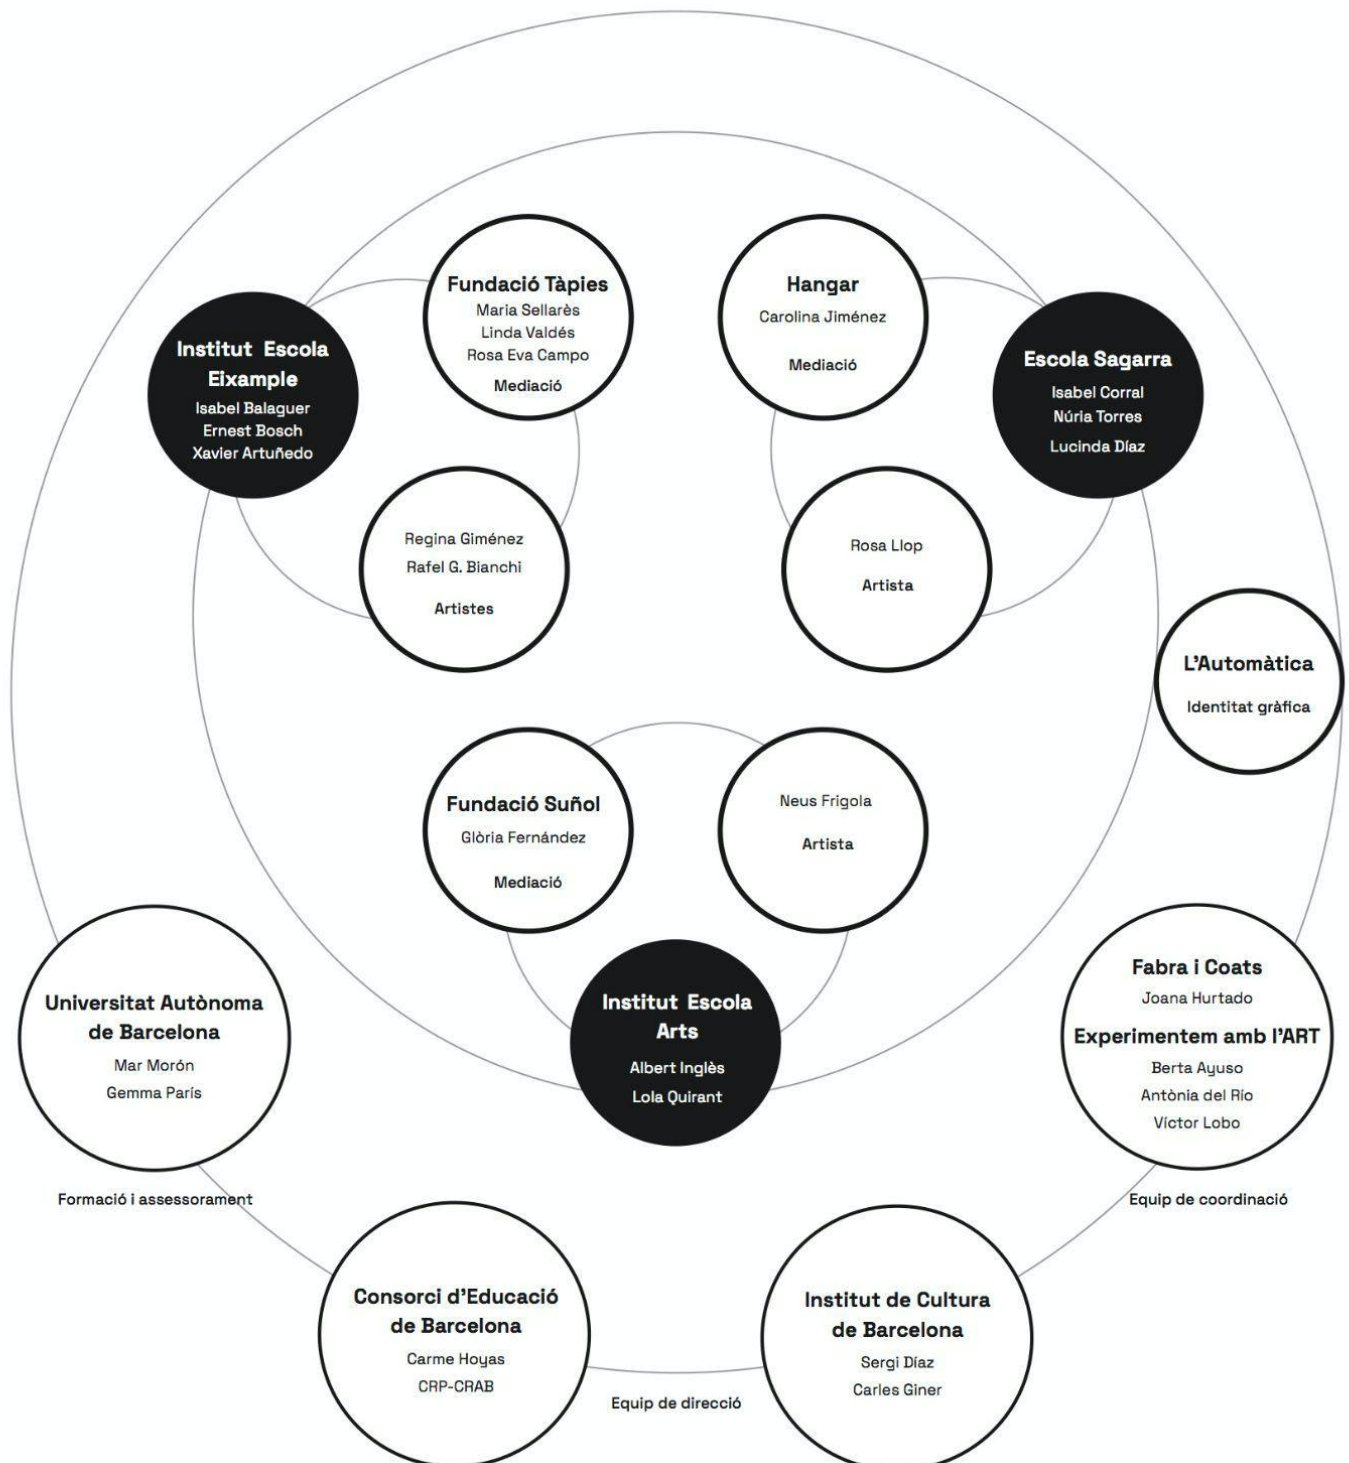 Fundació Tàpies
Maria Sellarès
Linda Valdés
Rosa Eva Campo
Mediació
Hangar
Carolina Jiménez
Mediació
Institut Escola
Eixample
Isabel Balaguer
Ernest Bosch
Xavier Artuñedo
Escola Sagarra
Isabel Corral
Núria Torres
Lucinda Díaz
Regina Giménez
Rafel G. Bianchi
Artistes
Rosa Llop
Artista
L'Automàtica
Identitat gràfica
Fundació Suñol
Glòria Fernández
Mediació
Neus Frigola
Artista
Institut Escola
Arts
Albert Inglès
Lola Quirant
Universitat Autònoma
de Barcelona
Mar Morón
Gemma París
Formació i assessorament
Fabra i Coats
Joana Hurtado
Experimentem amb l'ART
Berta Ayuso
Antònia del Río
Víctor Lobo
Equip de coordinació
Consorci d'Educació
de Barcelona
Carme Hoyas
CRP-CRAB
Institut de Cultura
de Barcelona
Sergi Díaz
Carles Giner
Equip de direcció